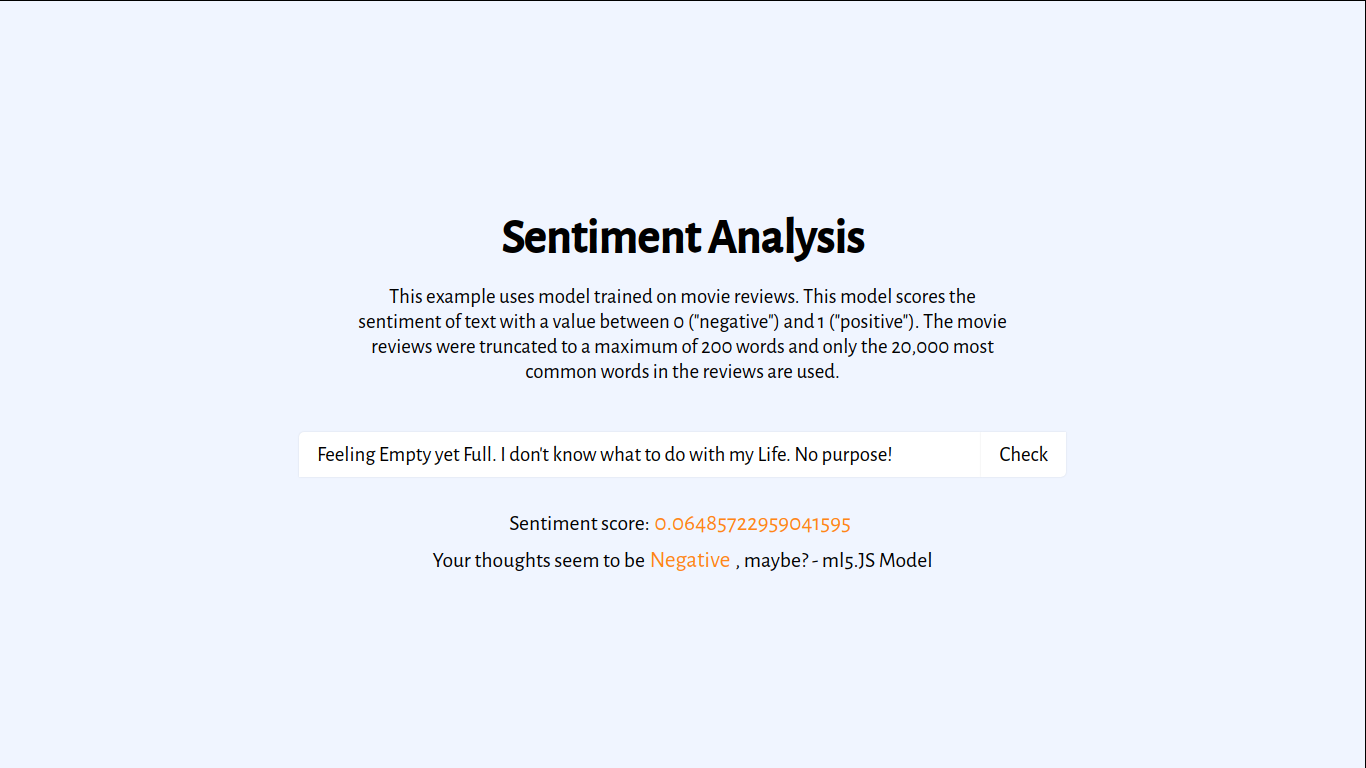 Sentiment Analysis
This example uses model trained on movie reviews. This model scores the
sentiment of text with a value between 0 ("negative") and 1 ("positive"). The movie
reviews were truncated to a maximum of 200 words and only the 20,000 most
common words in the reviews are used.
Feeling Empty yet Full. I don't know what to do with my Life. No purpose! Check
Sentiment score: 0.06485722959041595
Your thoughts seem to be Negative , maybe? - ml5.JS Model